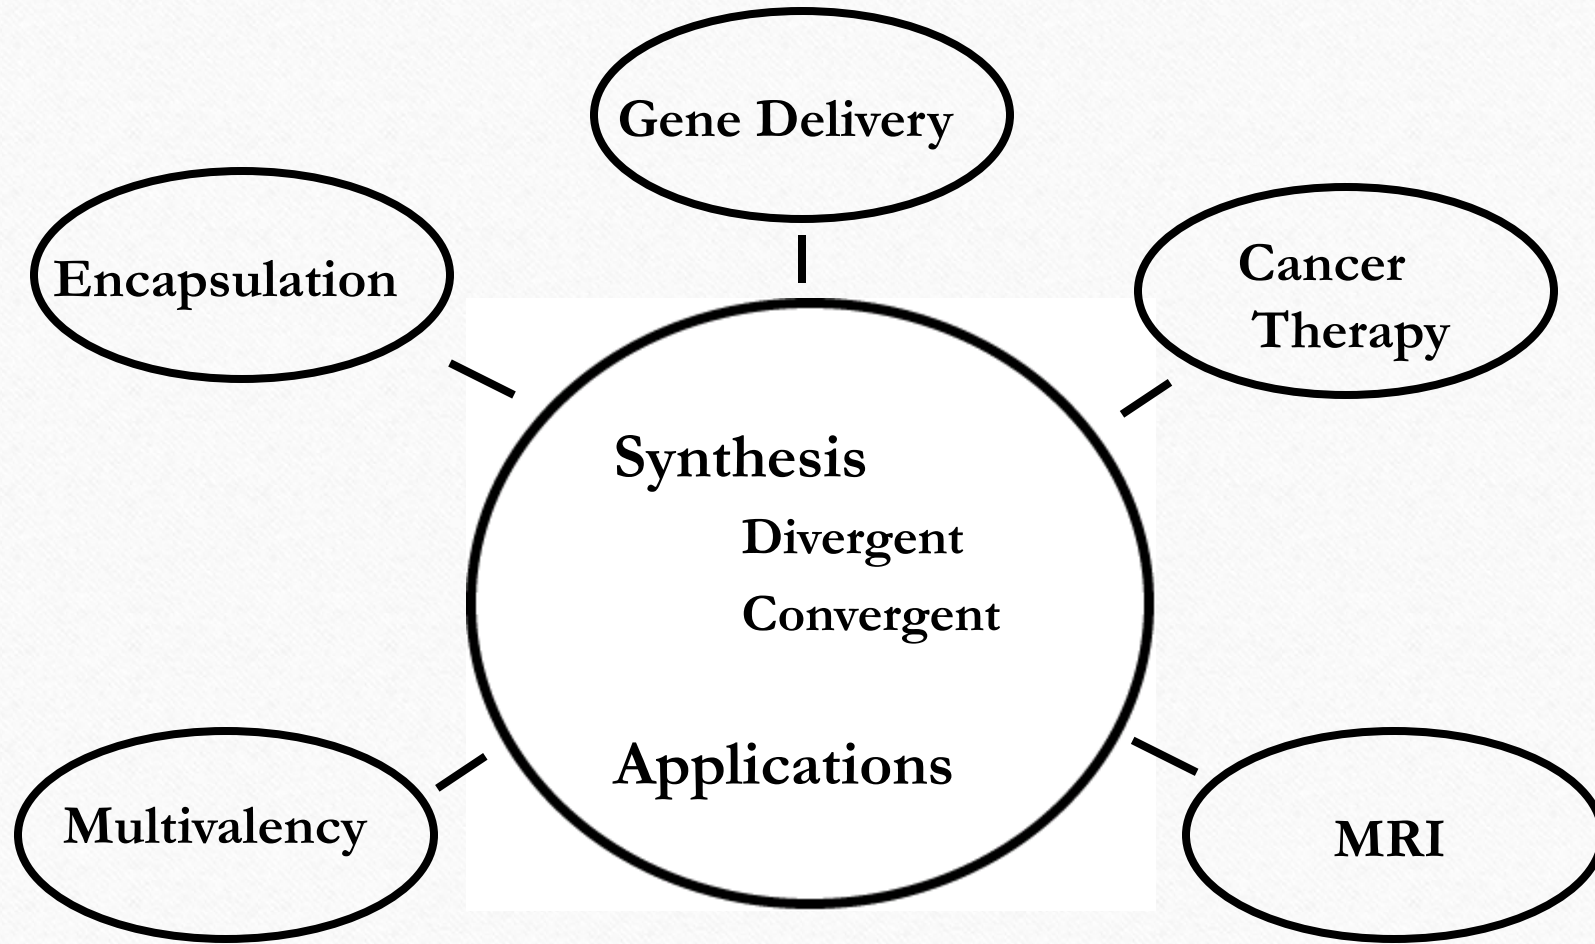 Gene Delivery
Encapsulation
Cancer
Therapy
Synthesis
Divergent
Convergent
Applications
Multivalency
MRI